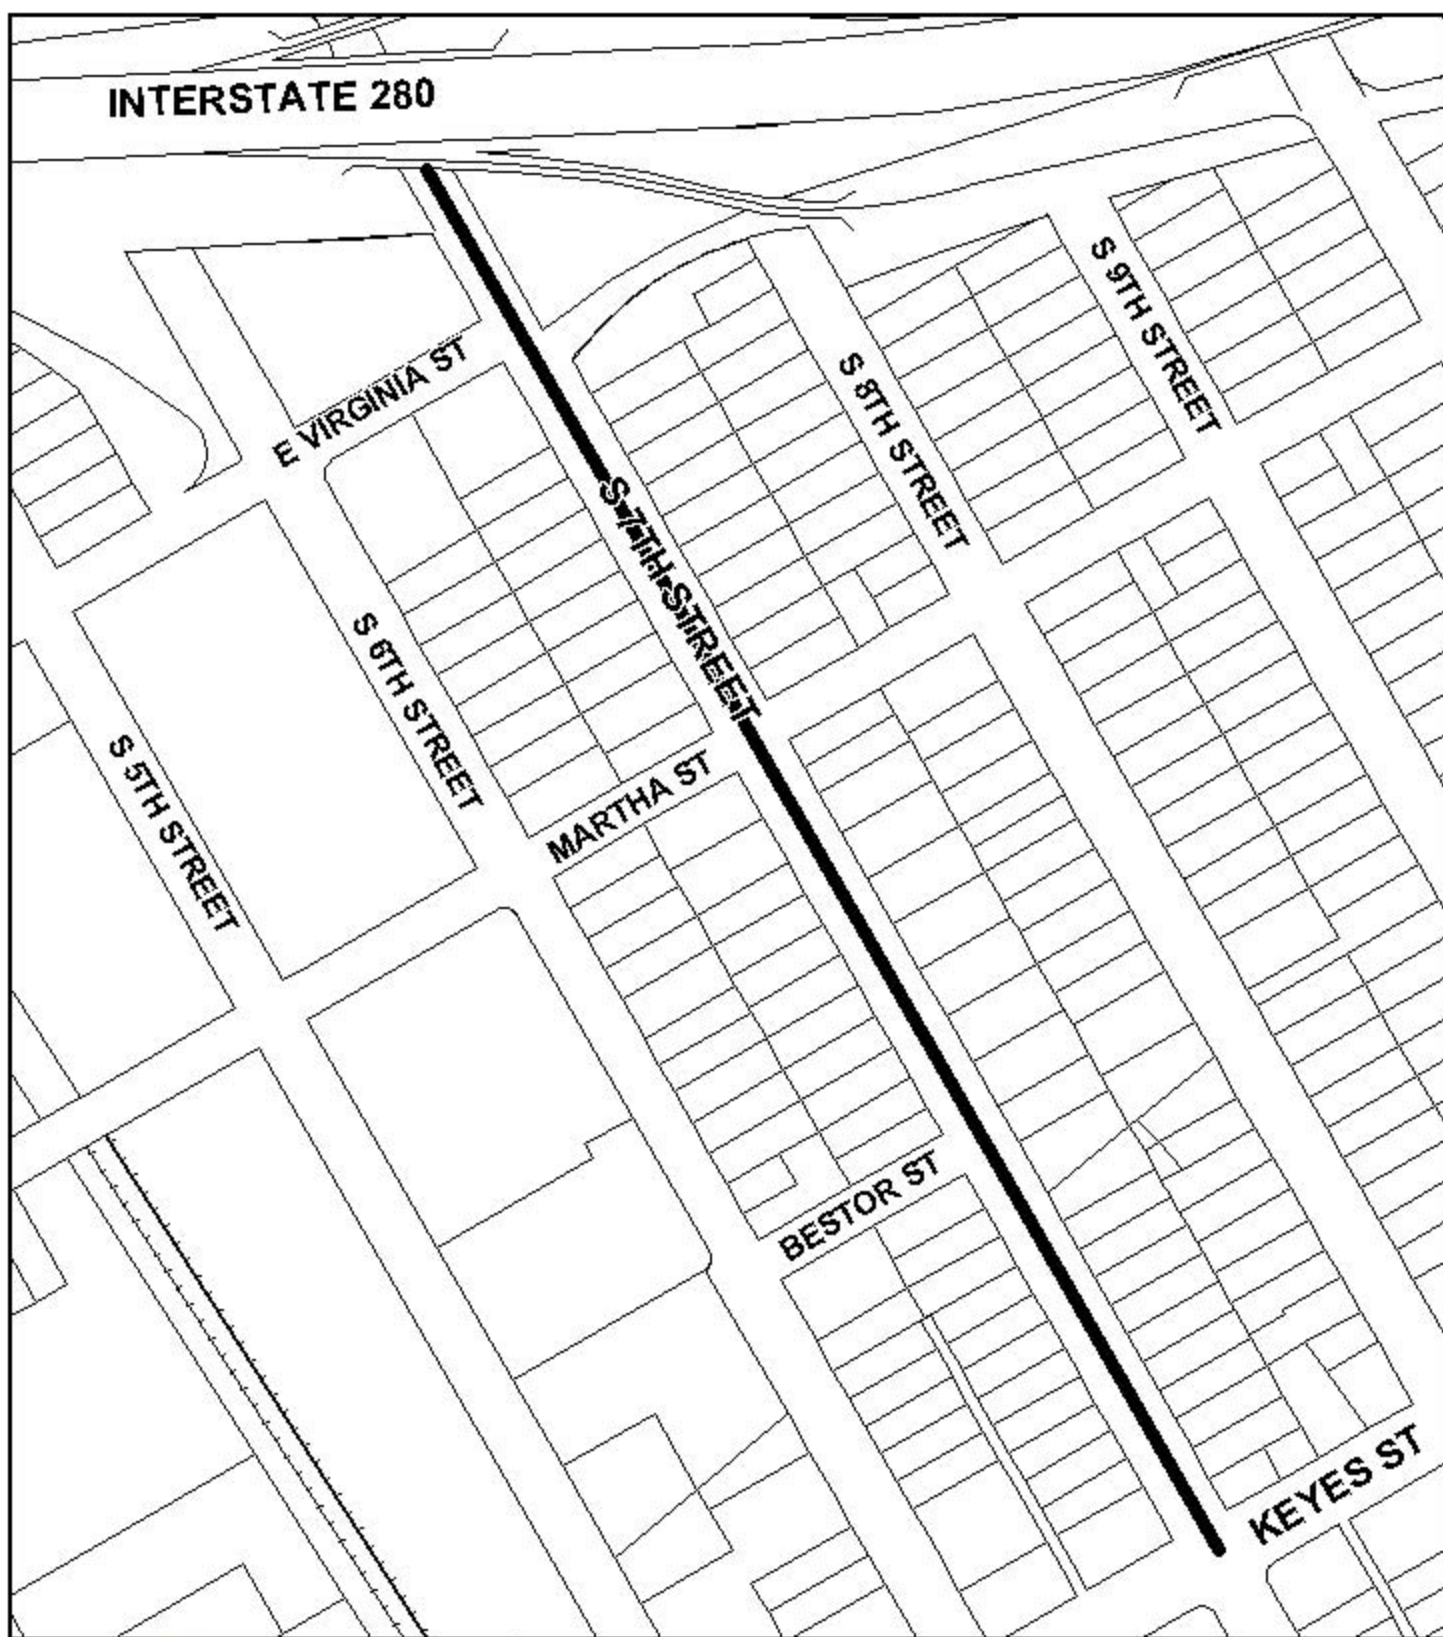 INTERSTATE 280
S 9TH STREET
E VIRGINIA ST
S 8TH STREET
S 7TH STREET
S 6TH STREET
S 5TH STREET
MARTHA ST
BESTOR ST
KEYES ST